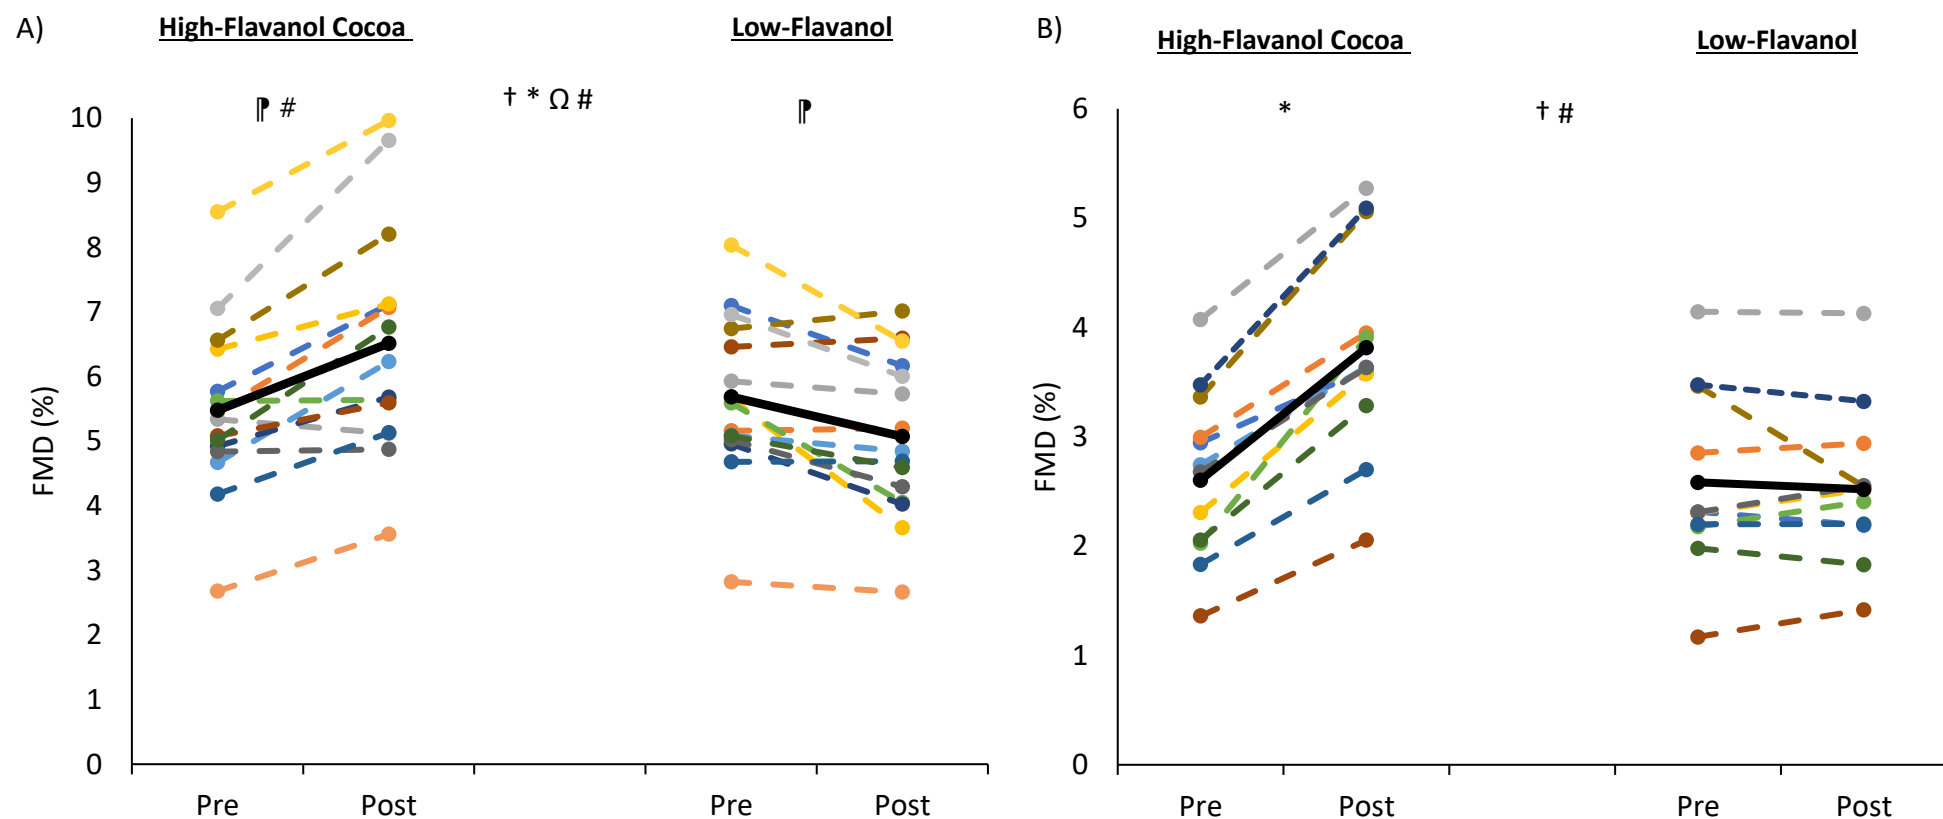 A)
High-Flavanol Cocoa
Low-Flavanol
⁋ #
† * Ω #
⁋
FMD (%)
10
9
8
7
6
5
4
3
2
1
0
Pre
Post
Pre
Post
B)
High-Flavanol Cocoa
Low-Flavanol
*
† #
FMD (%)
6
5
4
3
2
1
0
Pre
Post
Pre
Post